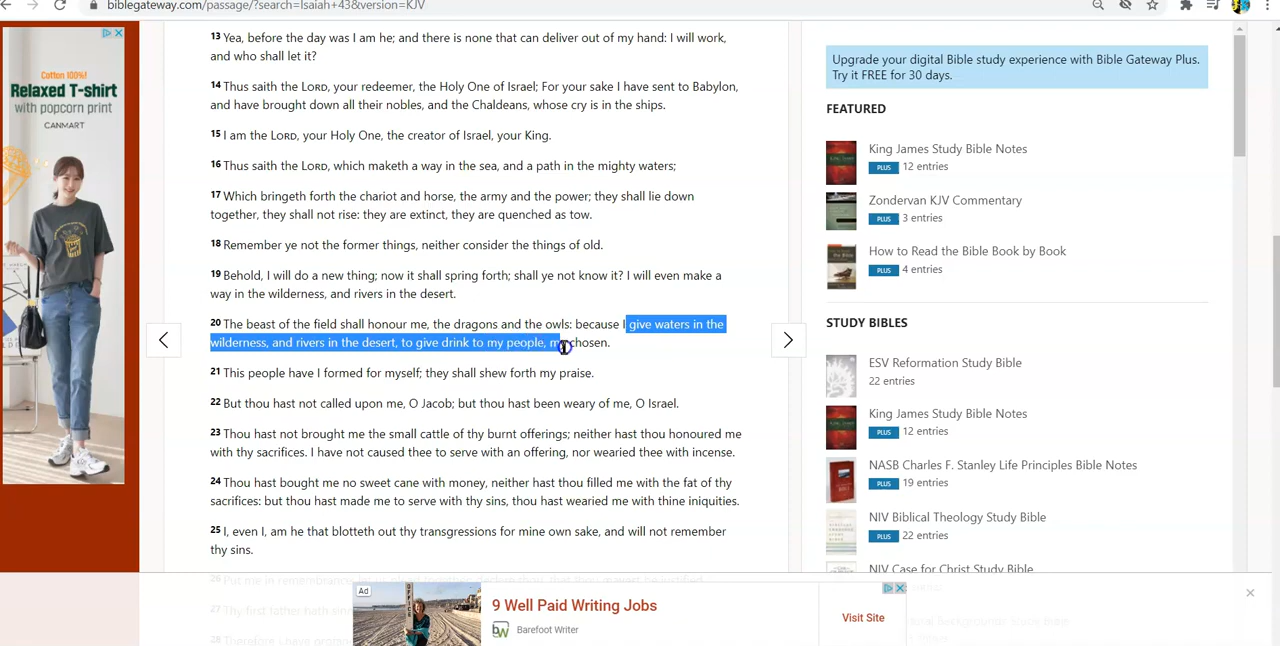 biblegateway.com/passage/?search=Isaiah+43&version=KJV
Cotton 100%!
Relaxed T-shirt
with popcorn print
CANMART
13 Yea, before the day was I am he; and there is none that can deliver out of my hand: I will work,
and who shall let it?
14 Thus saith the LORD, your redeemer, the Holy One of Israel; For your sake I have sent to Babylon,
and have brought down all their nobles, and the Chaldeans, whose cry is in the ships.
15 I am the LORD, your Holy One, the creator of Israel, your King.
16 Thus saith the LORD, which maketh a way in the sea, and a path in the mighty waters;
17 Which bringeth forth the chariot and horse, the army and the power; they shall lie down
together, they shall not rise: they are extinct, they are quenched as tow.
18 Remember ye not the former things, neither consider the things of old.
19 Behold, I will do a new thing; now it shall spring forth; shall ye not know it? I will even make a
way in the wilderness, and rivers in the desert.
20 The beast of the field shall honour me, the dragons and the owls: because I give waters in the
wilderness, and rivers in the desert, to give drink to my people, my chosen.
21 This people have I formed for myself; they shall shew forth my praise.
22 But thou hast not called upon me, O Jacob; but thou hast been weary of me, O Israel.
23 Thou hast not brought me the small cattle of thy burnt offerings; neither hast thou honoured me
with thy sacrifices. I have not caused thee to serve with an offering, nor wearied thee with incense.
24 Thou hast bought me no sweet cane with money, neither hast thou filled me with the fat of thy
sacrifices: but thou hast made me to serve with thy sins, thou hast wearied me with thine iniquities.
25 I, even I, am he that blotteth out thy transgressions for mine own sake, and will not remember
thy sins.
Upgrade your digital Bible study experience with Bible Gateway Plus.
Try it FREE for 30 days.
FEATURED
King James Study Bible Notes
PLUS 12 entries
Zondervan KJV Commentary
PLUS 3 entries
How to Read the Bible Book by Book
PLUS 4 entries
STUDY BIBLES
ESV Reformation Study Bible
22 entries
King James Study Bible Notes
PLUS 12 entries
NASB Charles F. Stanley Life Principles Bible Notes
PLUS 19 entries
NIV Biblical Theology Study Bible
PLUS 22 entries
NIV Case for Christ Study Bible
Ad
9 Well Paid Writing Jobs
bw Barefoot Writer
Visit Site